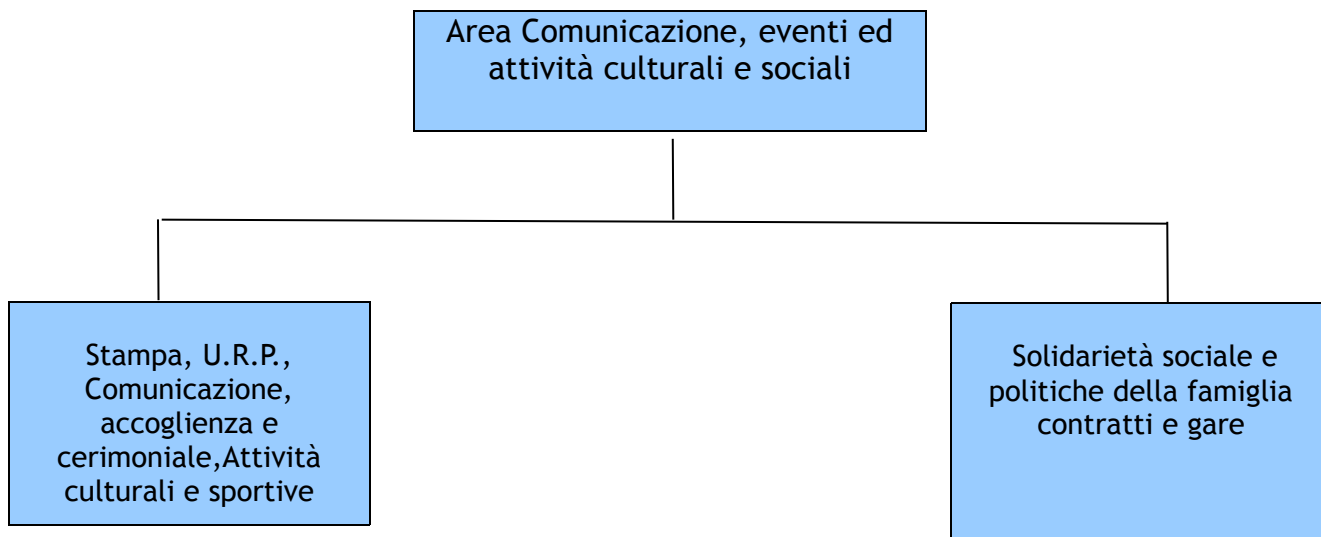 Area Comunicazione, eventi ed
attività culturali e sociali
Stampa, U.R.P.,
Comunicazione,
accoglienza e
cerimoniale,Attività
culturali e sportive
Solidarietà sociale e
politiche della famiglia
contratti e gare